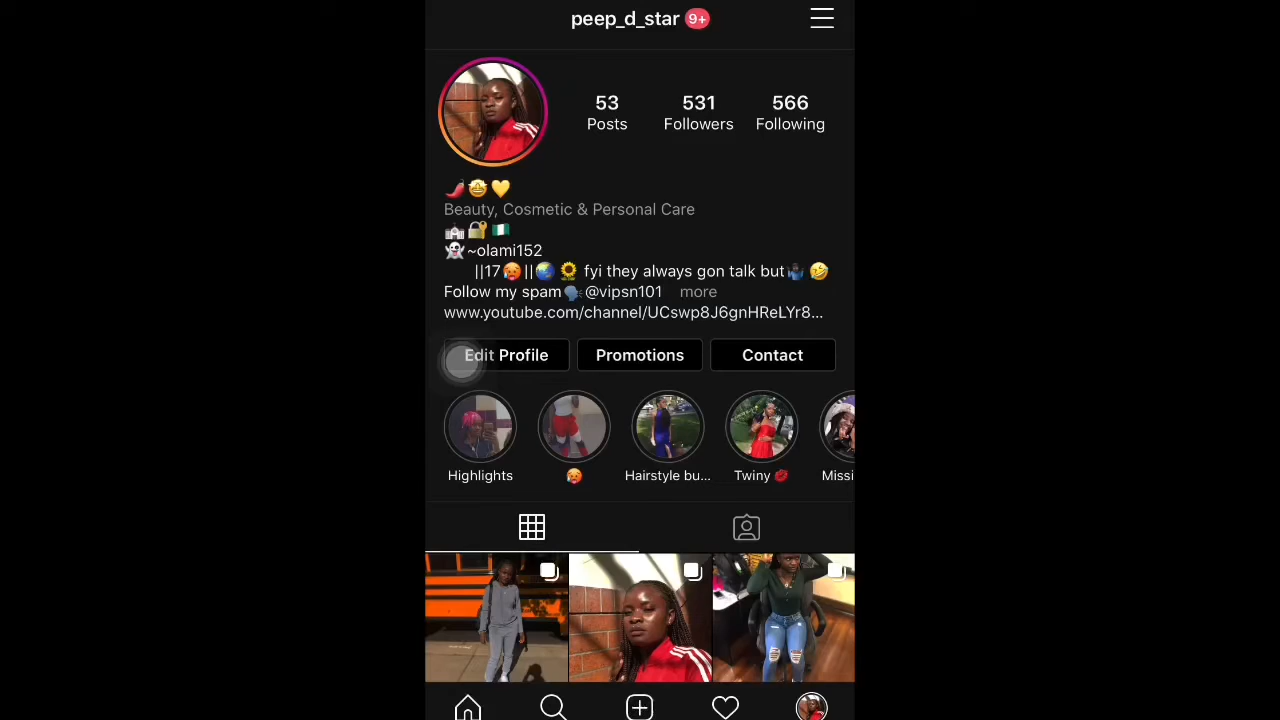 peep_d_star 9+
53 531 566
Posts Followers Following
🌶️🤩💛
Beauty, Cosmetic & Personal Care
🏫🔐🇳🇬
👻~olami152
||17🥵||🌏🌻 fyi they always gon talk but🤷🏿‍♀️🤣
Follow my spam🗣️@vipsn101 more
www.youtube.com/channel/UCswp8J6gnHReLYr8...
Edit Profile Promotions Contact
Highlights 🥵 Hairstyle bu... Twiny 💋 Missi